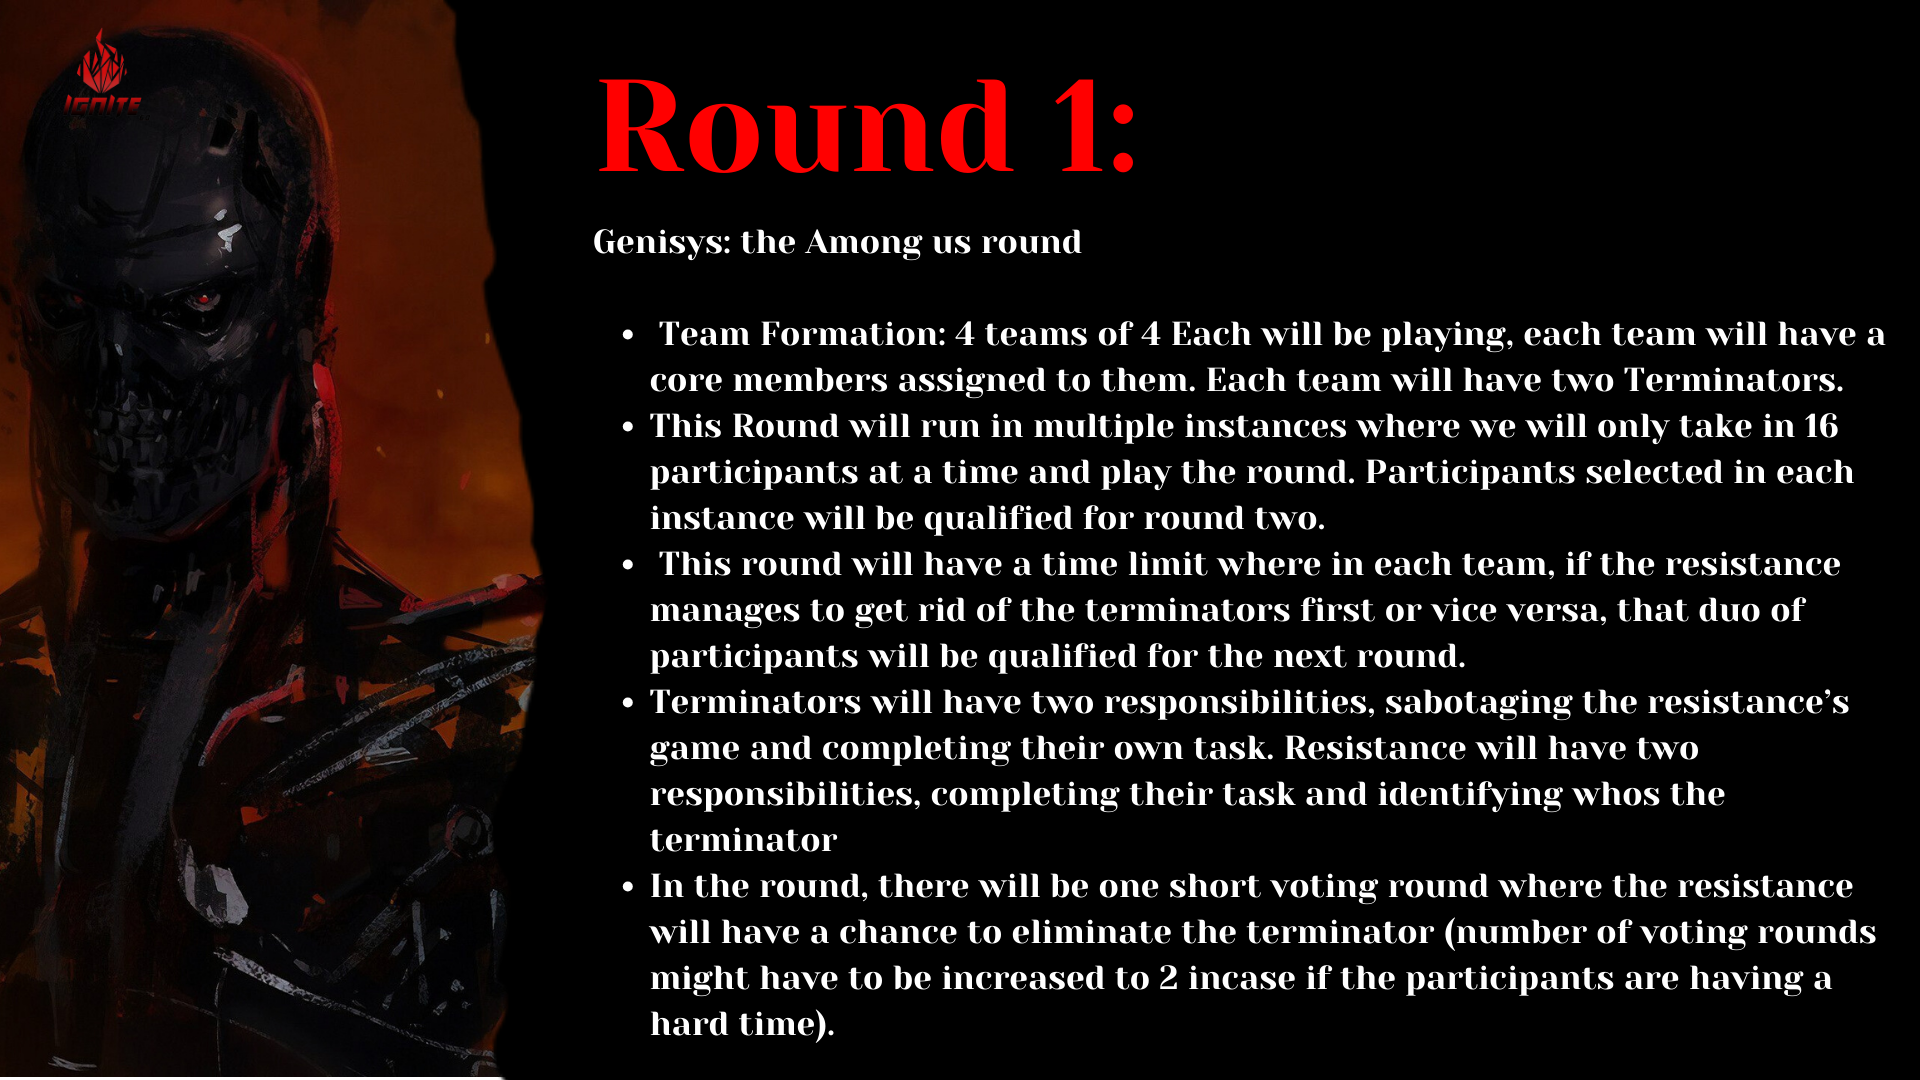 IGNITE
Round 1:
Genisys: the Among us round
• Team Formation: 4 teams of 4 Each will be playing, each team will have a
core members assigned to them. Each team will have two Terminators.
• This Round will run in multiple instances where we will only take in 16
participants at a time and play the round. Participants selected in each
instance will be qualified for round two.
• This round will have a time limit where in each team, if the resistance
manages to get rid of the terminators first or vice versa, that duo of
participants will be qualified for the next round.
• Terminators will have two responsibilities, sabotaging the resistance’s
game and completing their own task. Resistance will have two
responsibilities, completing their task and identifying whos the
terminator
• In the round, there will be one short voting round where the resistance
will have a chance to eliminate the terminator (number of voting rounds
might have to be increased to 2 incase if the participants are having a
hard time).